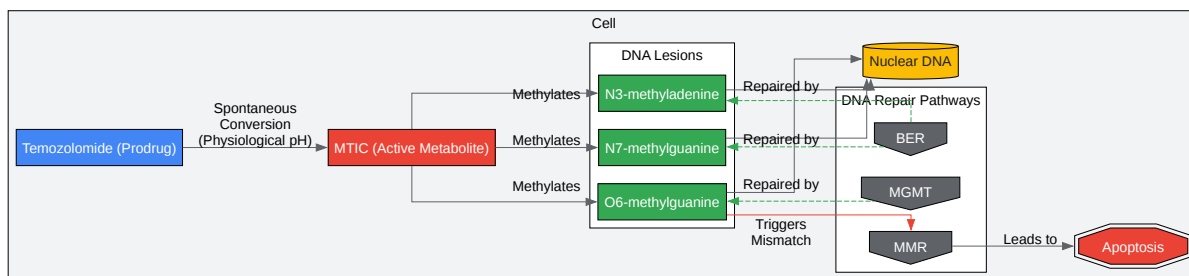 Cell
DNA Lesions
Nuclear DNA
N3-methyladenine
Repaired by
DNA Repair Pathways
Methylates
Spontaneous
Conversion
(Physiological pH)
Temozolomide (Prodrug)
MTIC (Active Metabolite)
Methylates
N7-methylguanine
Repaired by
BER
Methylates
O6-methylguanine
Repaired by
MGMT
Triggers
Mismatch
MMR
Leads to
Apoptosis